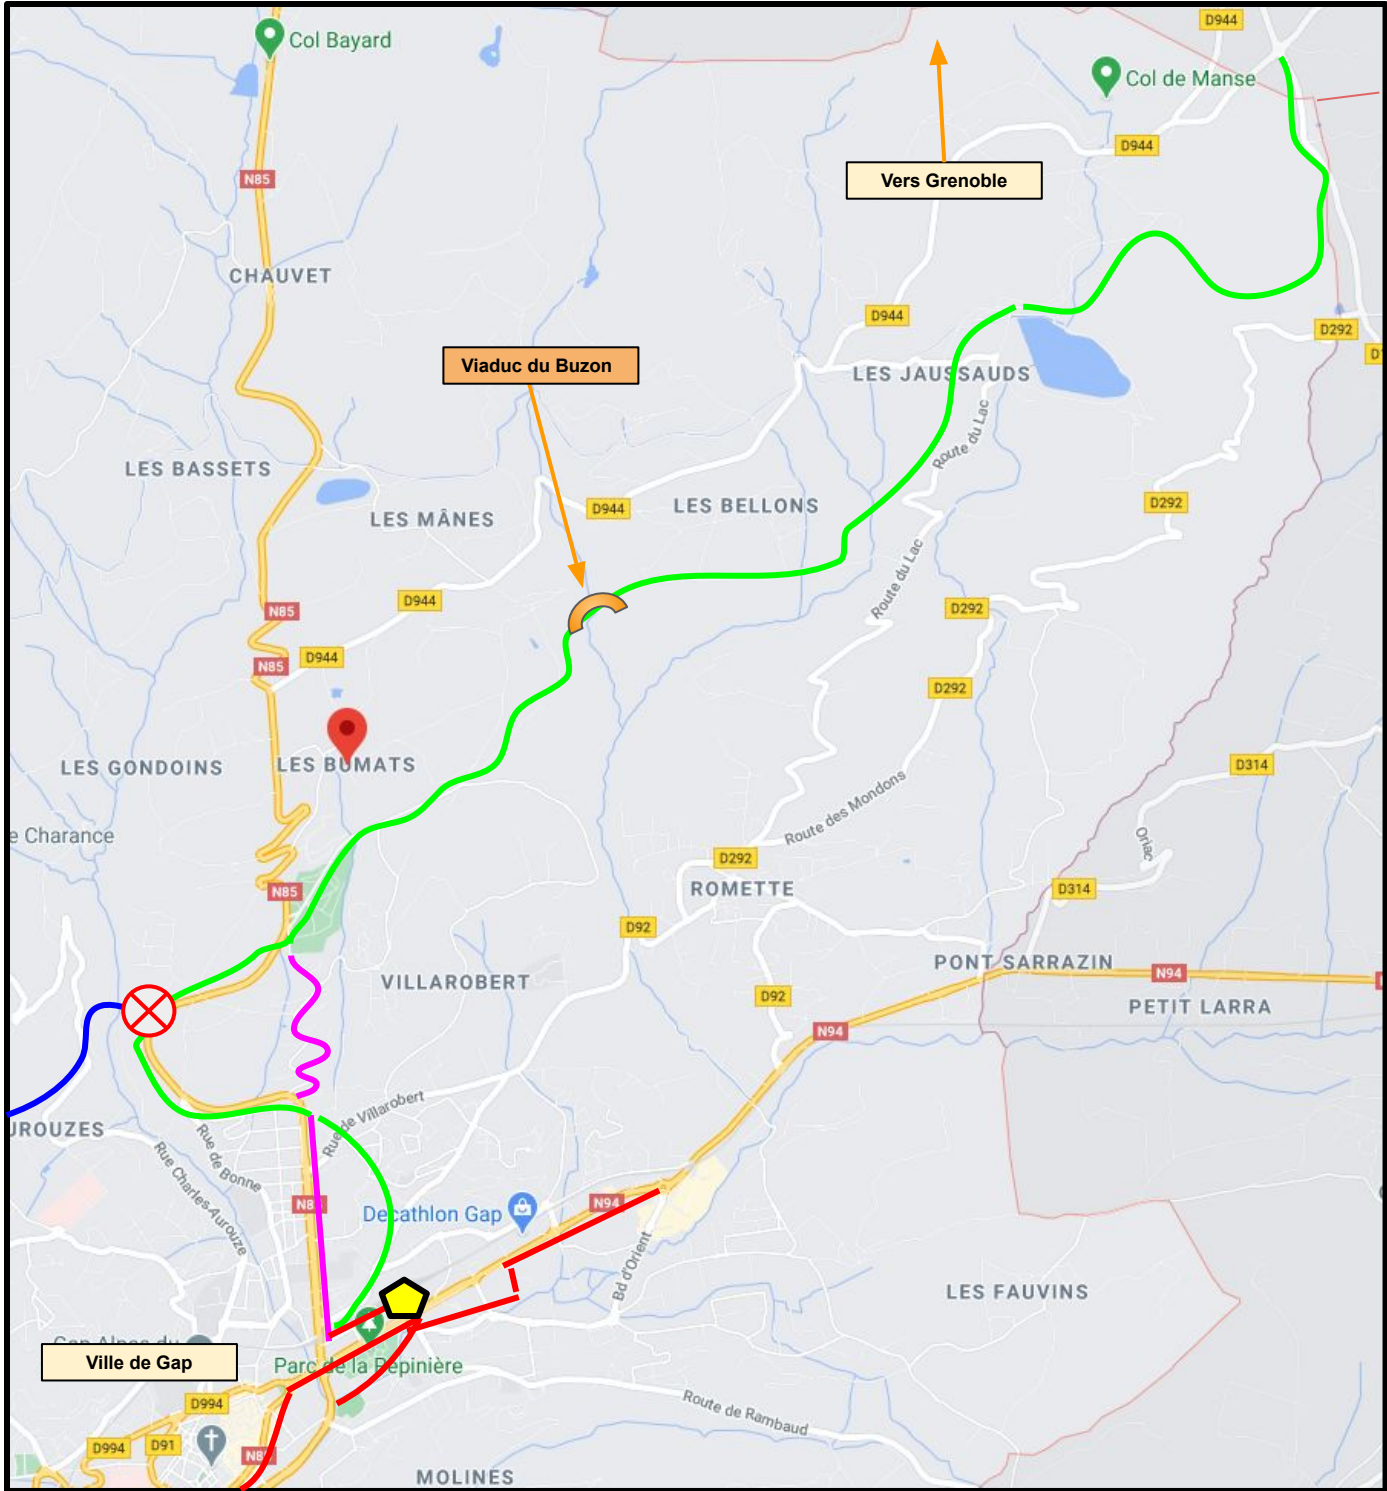 D944
Col Bayard
Col de Manse
D944
Vers Grenoble
N85
CHAUVET
D944
D292
Viaduc du Buzon
LES JAUSSAUDS
Route du Lac
LES BASSETS
D944
LES BELLONS
D292
LES MÂNES
Route du Lac
D944
D292
N85
D944
N85
D292
LES GONDOINS
LES BUMATS
D314
Route des Mondons
e Charance
Oriac
D292
N85
ROMETTE
D314
D92
PONT SARRAZIN
N94
VILLAROBERT
D92
PETIT LARRA
N94
Rue de Villarobert
UROUZES
Rue de Bonne
Rue Charles-Aurouze
N8
Decathlon Gap
N94
Bd d'Orient
LES FAUVINS
Ville de Gap
Parc de la Pépinière
D994
Route de Rambaud
D994
D91
N8
MOLINES